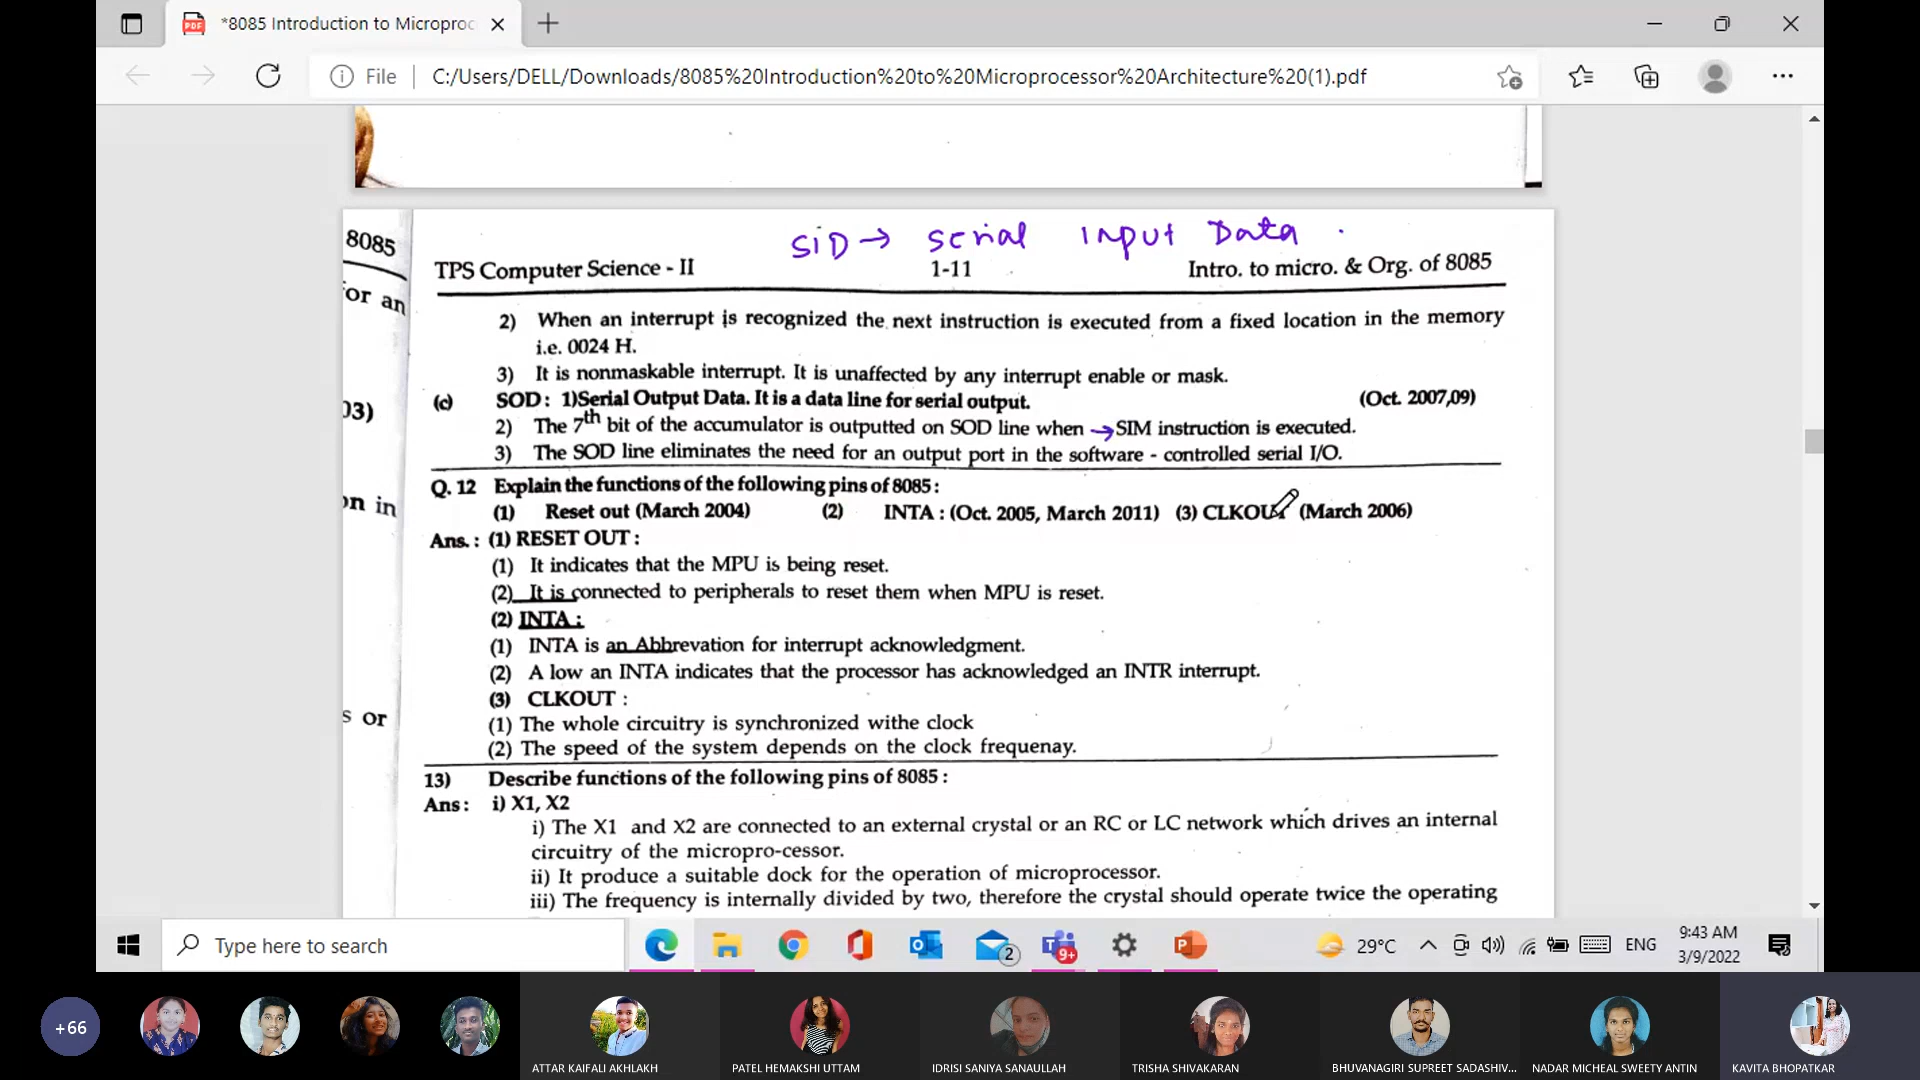 *8085 Introduction to Microproc
File
C:/Users/DELL/Downloads/8085%20Introduction%20to%20Microprocessor%20Architecture%20(1).pdf
SiD → Serial Input Data .
8085
TPS Computer Science - II 1-11 Intro. to micro. & Org. of 8085
or an
2) When an interrupt is recognized the next instruction is executed from a fixed location in the memory
i.e. 0024 H.
3) It is nonmaskable interrupt. It is unaffected by any interrupt enable or mask.
03)
(c) SOD : 1)Serial Output Data. It is a data line for serial output. (Oct. 2007,09)
2) The 7th bit of the accumulator is outputted on SOD line when → SIM instruction is executed.
3) The SOD line eliminates the need for an output port in the software - controlled serial I/O.
Q. 12 Explain the functions of the following pins of 8085 :
on in
(1) Reset out (March 2004) (2) INTA : (Oct. 2005, March 2011) (3) CLKOUT (March 2006)
Ans. : (1) RESET OUT :
(1) It indicates that the MPU is being reset.
(2) It is connected to peripherals to reset them when MPU is reset.
(2) INTA :
(1) INTA is an Abbrevation for interrupt acknowledgment.
(2) A low an INTA indicates that the processor has acknowledged an INTR interrupt.
(3) CLKOUT :
s or
(1) The whole circuitry is synchronized withe clock
(2) The speed of the system depends on the clock frequenay.
13) Describe functions of the following pins of 8085 :
Ans : i) X1, X2
i) The X1 and X2 are connected to an external crystal or an RC or LC network which drives an internal
circuitry of the micropro-cessor.
ii) It produce a suitable dock for the operation of microprocessor.
iii) The frequency is internally divided by two, therefore the crystal should operate twice the operating
Type here to search
2
9+
29°C
ENG
9:43 AM
3/9/2022
+66
ATTAR KAIFALI AKHLAKH
PATEL HEMAKSHI UTTAM
IDRISI SANIYA SANAULLAH
TRISHA SHIVAKARAN
BHUVANAGIRI SUPREET SADASHIV...
NADAR MICHEAL SWEETY ANTIN
KAVITA BHOPATKAR